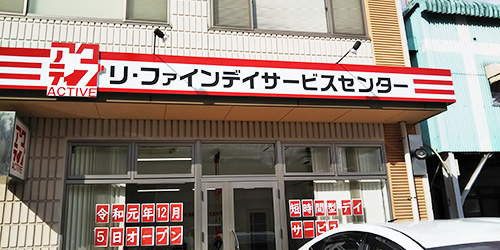 アク
ティブ
ACTIVE
リ・ファインデイサービスセンター
令和元年12月
5日オープン
短時間型デイ
サービス